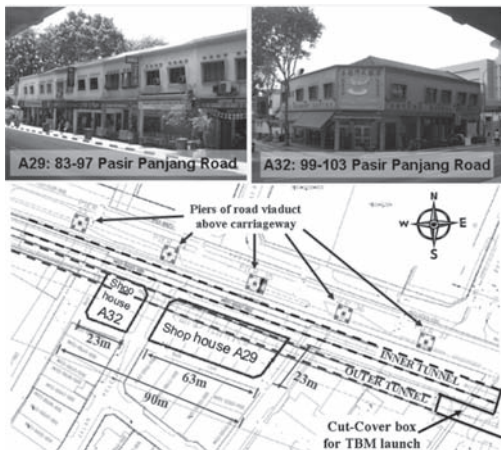 A29: 83-97 Pasir Panjang Road
A32: 99-103 Pasir Panjang Road
Piers of road viaduct
above carriageway
N
W
E
S
Shop
house
A32
Shop house A29
23m
63m
23m
90m
INNER TUNNEL
OUTER TUNNEL
Cut-Cover box
for TBM launch